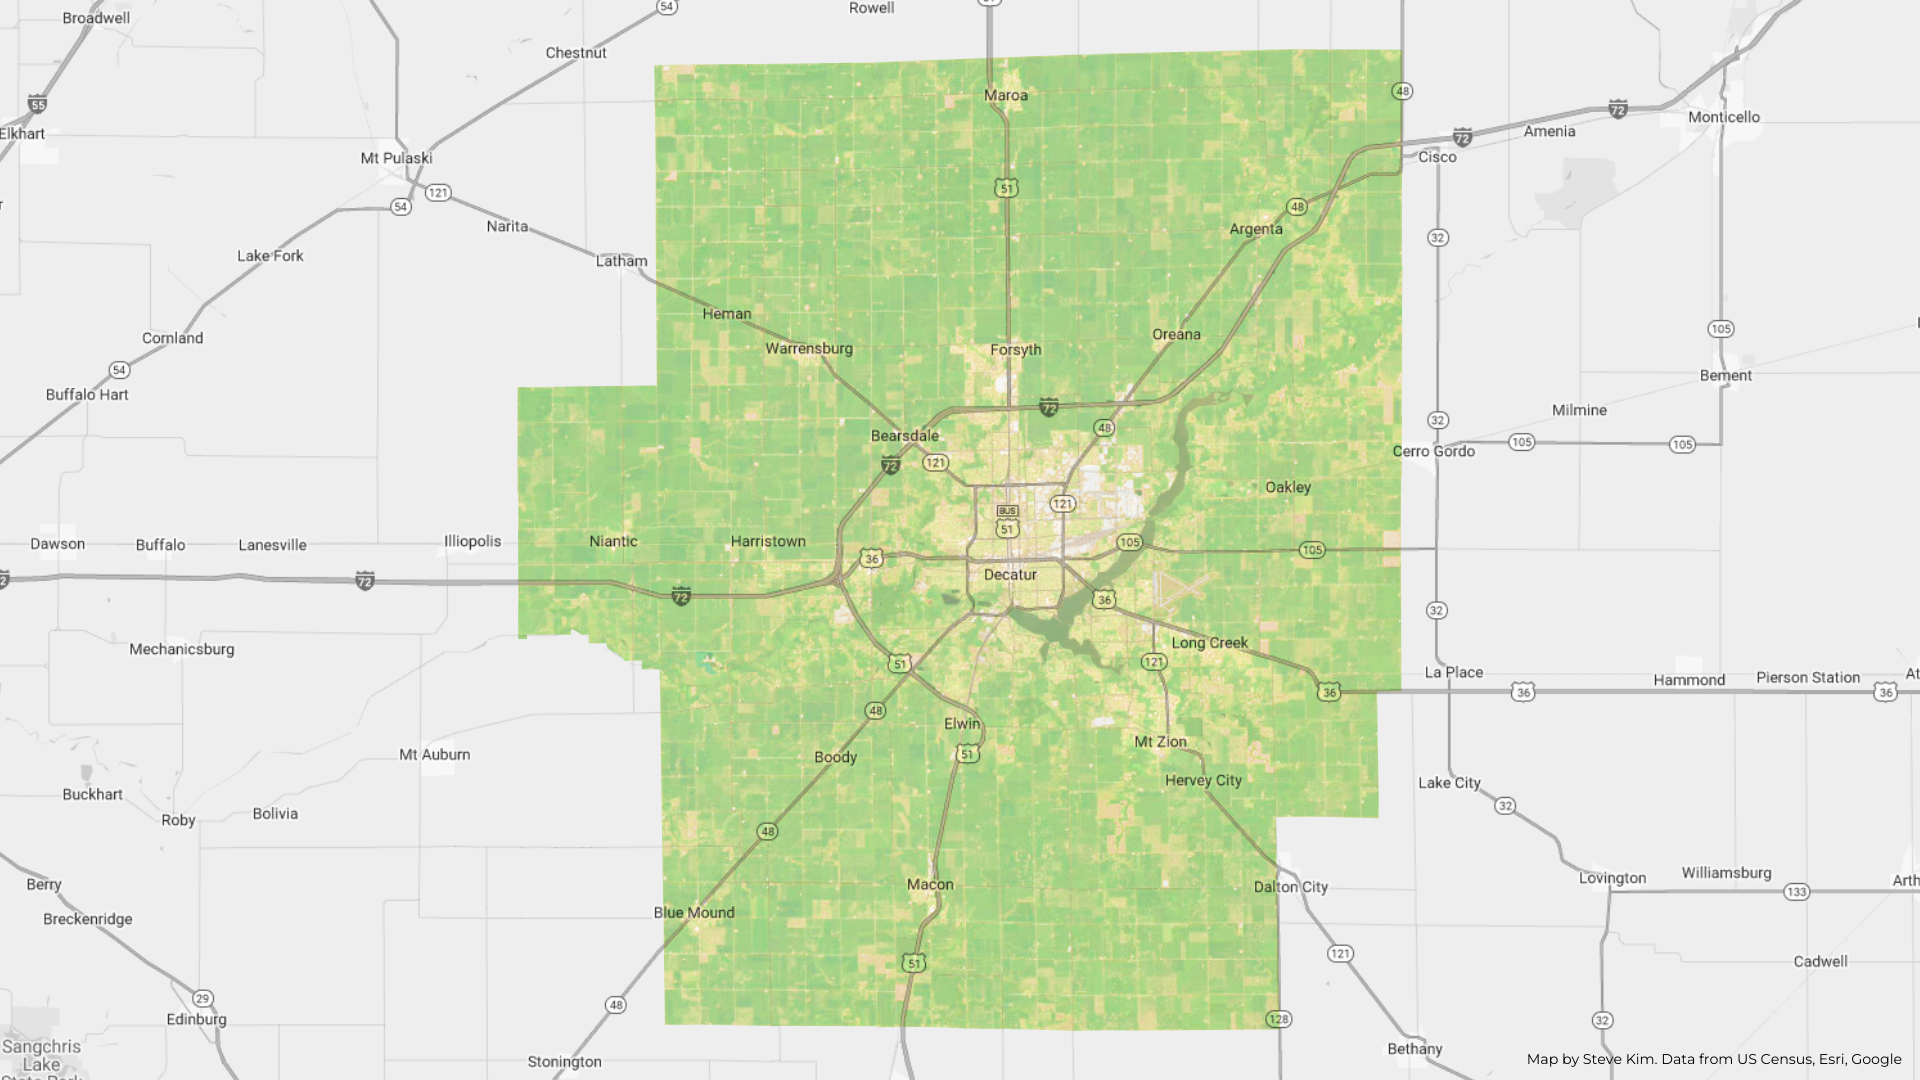 Broadwell
54
Rowell
51
Chestnut
55
Elkhart
Maroa
48
72
Monticello
72
Amenia
Mt Pulaski
Cisco
121
54
51
48
Narita
Argenta
32
Lake Fork
Latham
Heman
Oreana
105
Cornland
Warrensburg
Forsyth
54
Bement
Buffalo Hart
72
Milmine
32
48
Bearsdale
105
105
Cerro Gordo
72
121
Oakley
121
BUS
51
Dawson
Buffalo
Lanesville
Illiopolis
Niantic
Harristown
105
105
36
Decatur
2
72
72
36
32
Mechanicsburg
Long Creek
51
121
La Place
Hammond
Pierson Station
At
36
36
36
48
Elwin
Mt Auburn
51
Mt Zion
Boody
Hervey City
Lake City
Buckhart
32
Bolivia
Roby
48
Berry
Macon
Dalton City
Lovington
Williamsburg
Arth
133
Breckenridge
Blue Mound
51
121
Cadwell
29
48
Edinburg
128
32
Sangchris
Lake
State Park
Stonington
Bethany
Map by Steve Kim. Data from US Census, Esri, Google